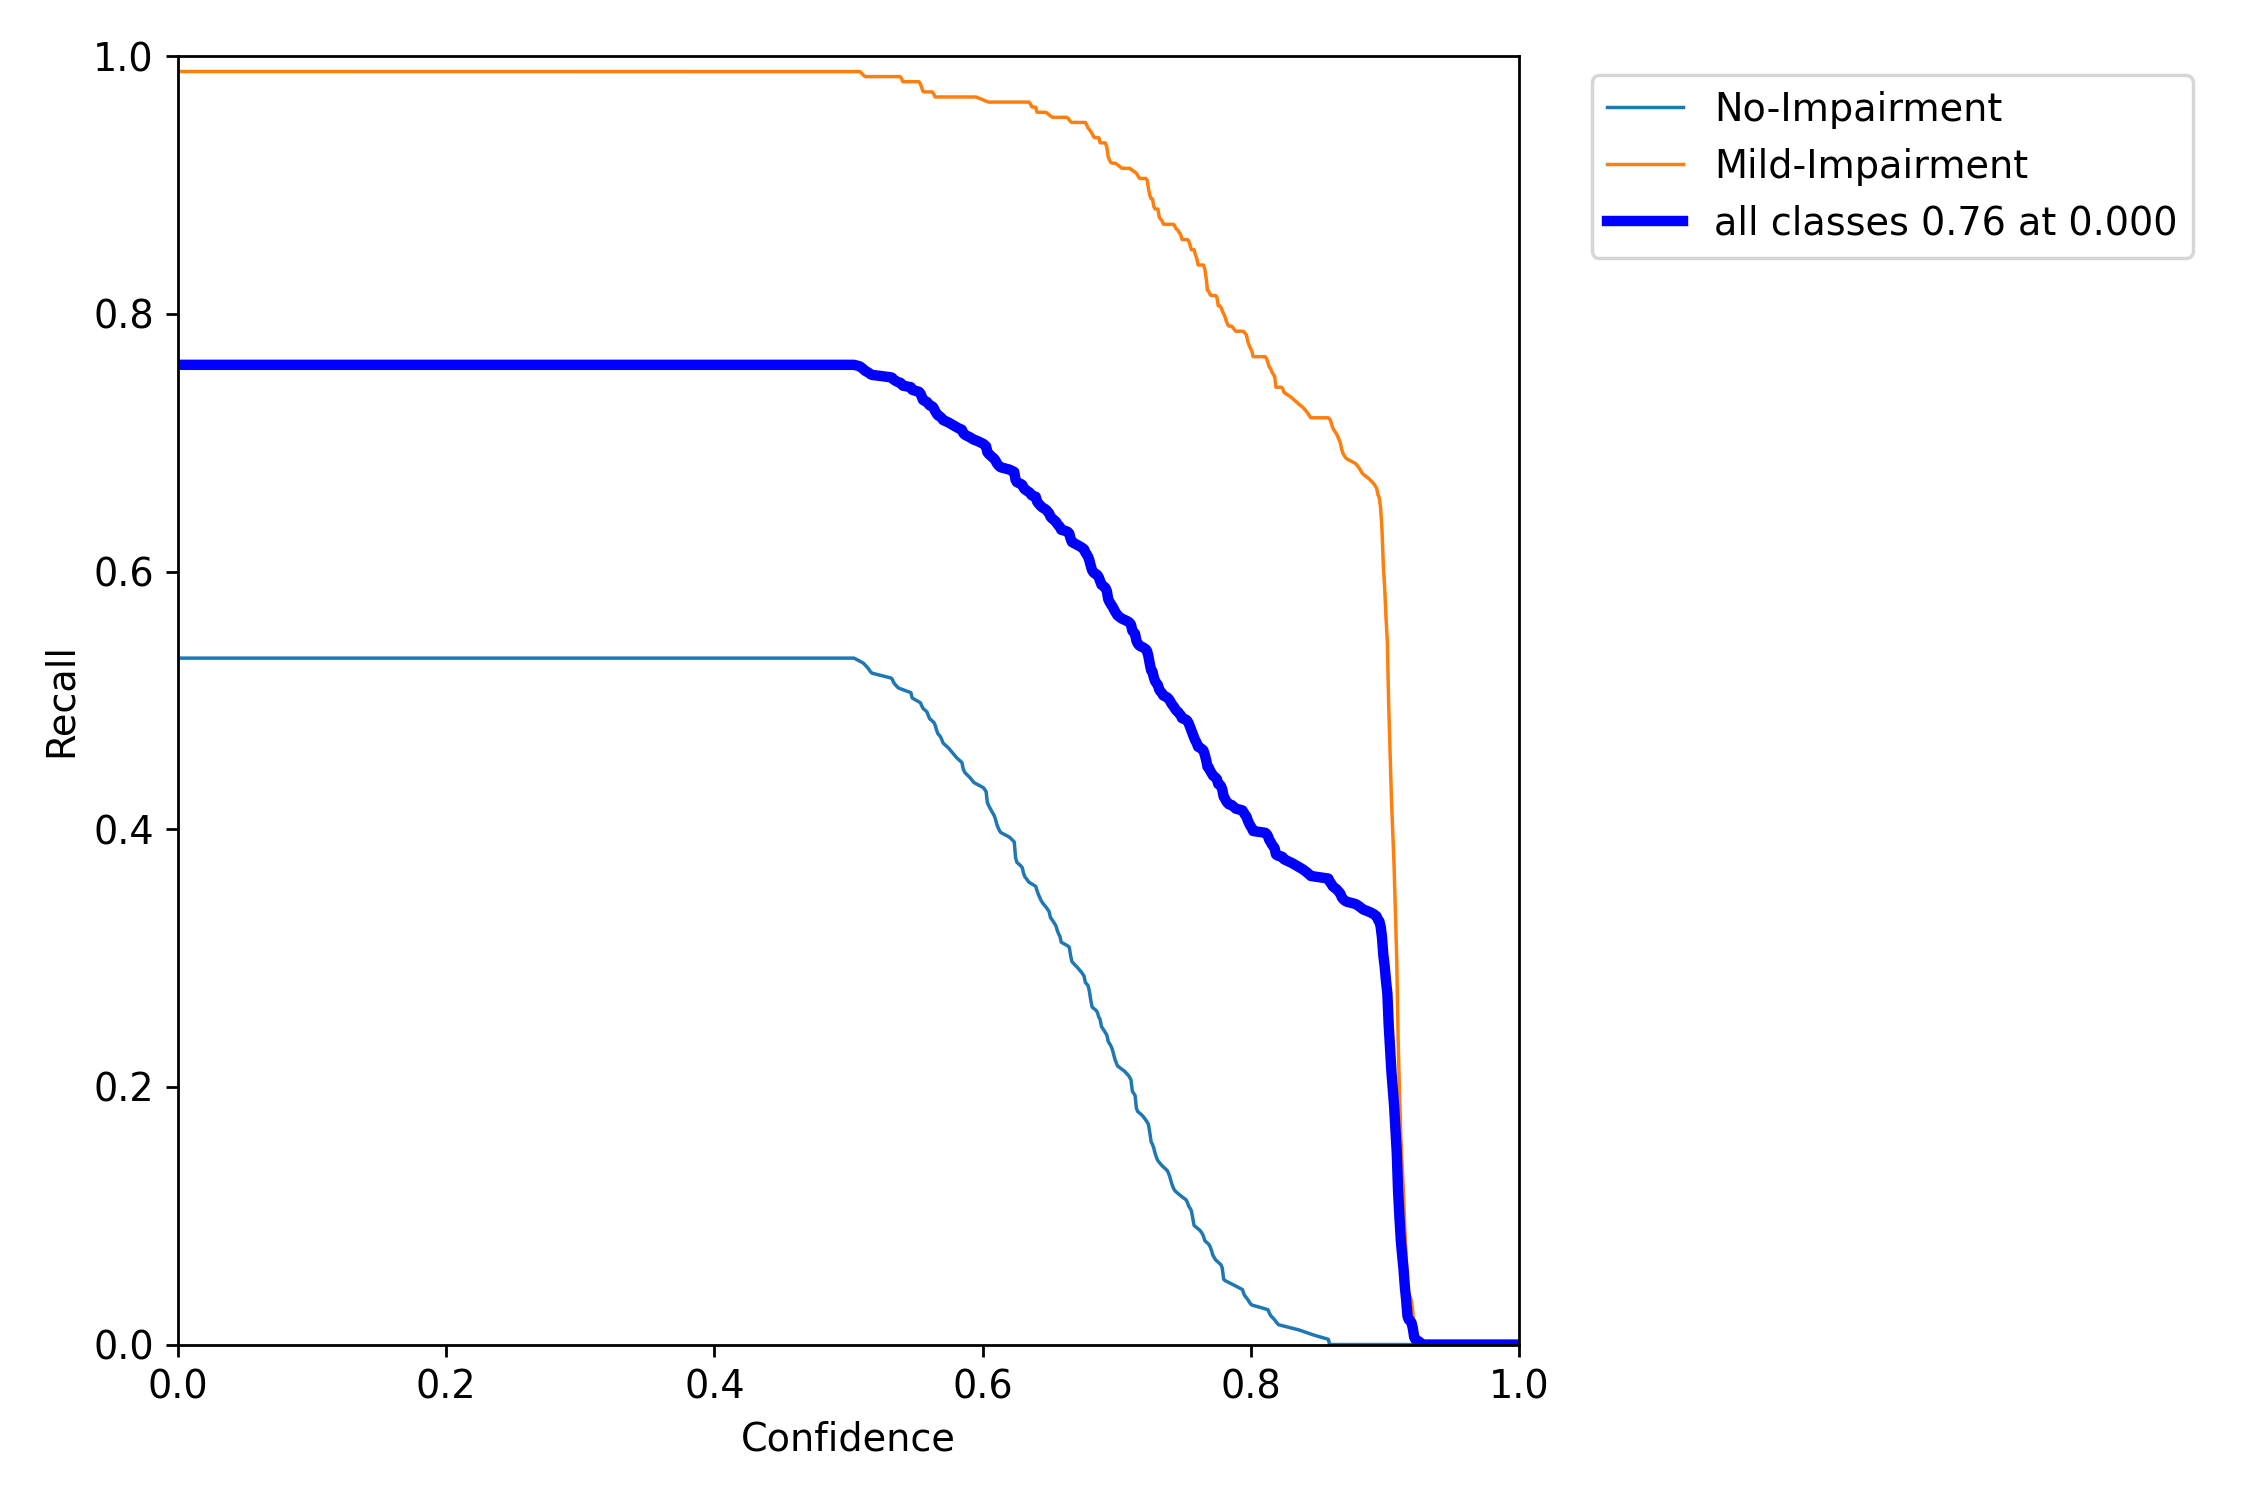 No-Impairment
Mild-Impairment
all classes 0.76 at 0.000
1.0
0.8
0.6
0.4
0.2
0.0
Recall
0.0 0.2 0.4 0.6 0.8 1.0
Confidence